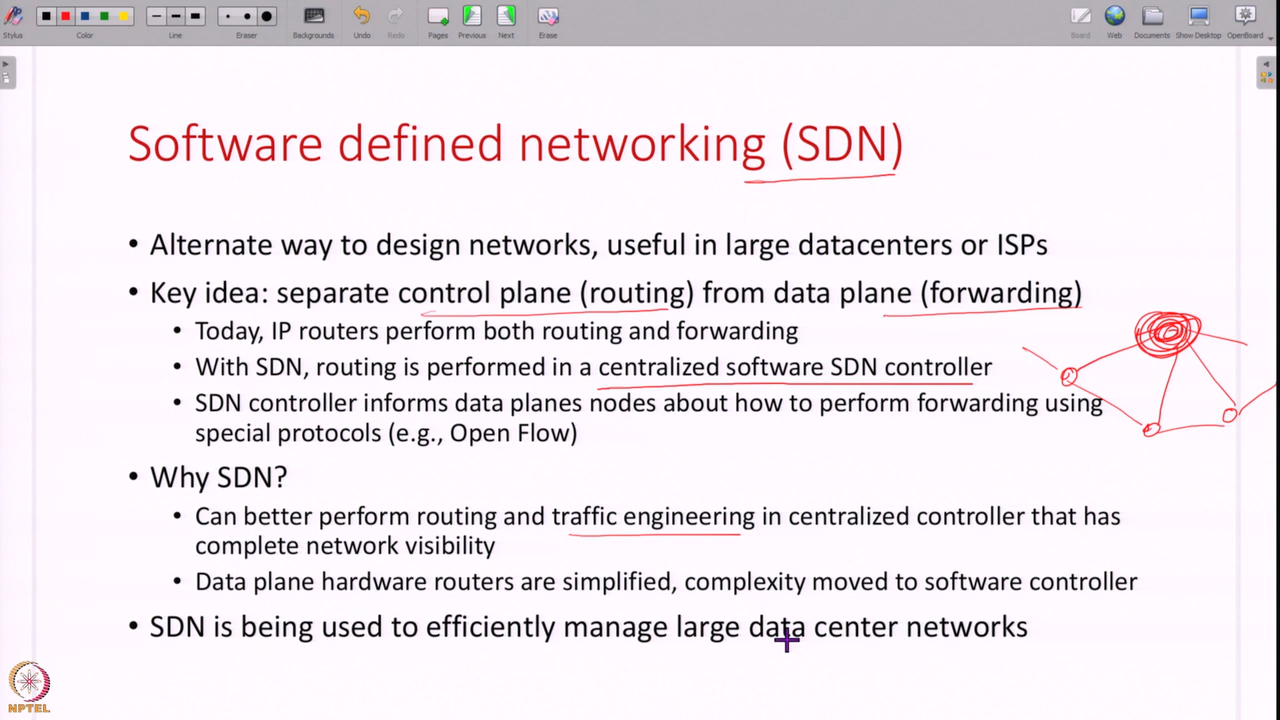 Stylus
Color
Line
Eraser
Backgrounds
Undo
Redo
Pages
Previous
Next
Erase
Board
Web
Documents
Show Desktop
OpenBoard
Software defined networking (SDN)
• Alternate way to design networks, useful in large datacenters or ISPs
• Key idea: separate control plane (routing) from data plane (forwarding)
• Today, IP routers perform both routing and forwarding
• With SDN, routing is performed in a centralized software SDN controller
• SDN controller informs data planes nodes about how to perform forwarding using
special protocols (e.g., Open Flow)
• Why SDN?
• Can better perform routing and traffic engineering in centralized controller that has
complete network visibility
• Data plane hardware routers are simplified, complexity moved to software controller
• SDN is being used to efficiently manage large data center networks
NPTEL